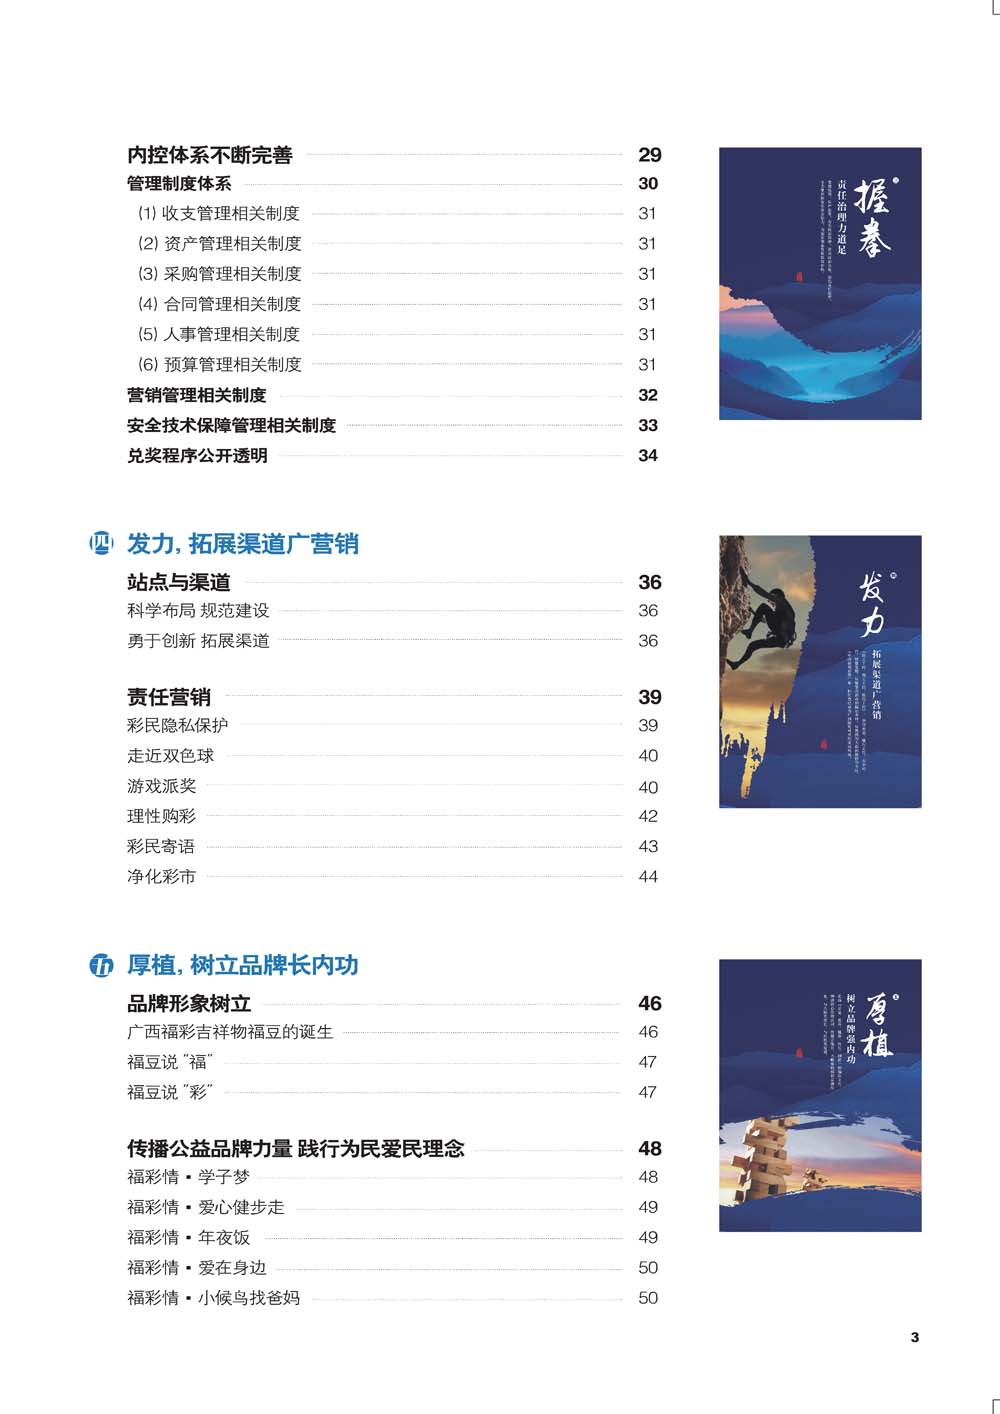 内控体系不断完善 29
管理制度体系 30
(1) 收支管理相关制度 31
(2) 资产管理相关制度 31
(3) 采购管理相关制度 31
(4) 合同管理相关制度 31
(5) 人事管理相关制度 31
(6) 预算管理相关制度 31
营销管理相关制度 32
安全技术保障管理相关制度 33
兑奖程序公开透明 34
握拳
责任治理力道足
四 发力, 拓展渠道广营销
站点与渠道 36
科学布局 规范建设 36
勇于创新 拓展渠道 36
责任营销 39
彩民隐私保护 39
走近双色球 40
游戏派奖 40
理性购彩 42
彩民寄语 43
净化彩市 44
发力
拓展渠道广营销
五 厚植, 树立品牌长内功
品牌形象树立 46
广西福彩吉祥物福豆的诞生 46
福豆说 "福" 47
福豆说 "彩" 47
传播公益品牌力量 践行为民爱民理念 48
福彩情▪学子梦 48
福彩情▪爱心健步走 49
福彩情▪年夜饭 49
福彩情▪爱在身边 50
福彩情▪小候鸟找爸妈 50
厚植
树立品牌强内功
3